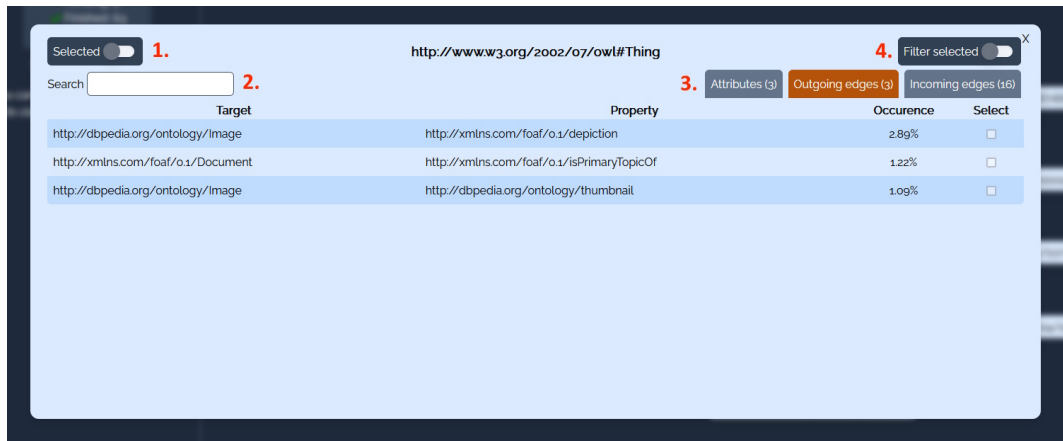 Finished by
Selected 1. http://www.w3.org/2002/07/owl#Thing 4. Filter selected X
Search 2. 3. Attributes (3) Outgoing edges (3) Incoming edges (16)
Target Property Occurence Select
http://dbpedia.org/ontology/Image http://xmlns.com/foaf/0.1/depiction 2.89%
http://xmlns.com/foaf/0.1/Document http://xmlns.com/foaf/0.1/isPrimaryTopicOf 1.22%
http://dbpedia.org/ontology/Image http://dbpedia.org/ontology/thumbnail 1.09%